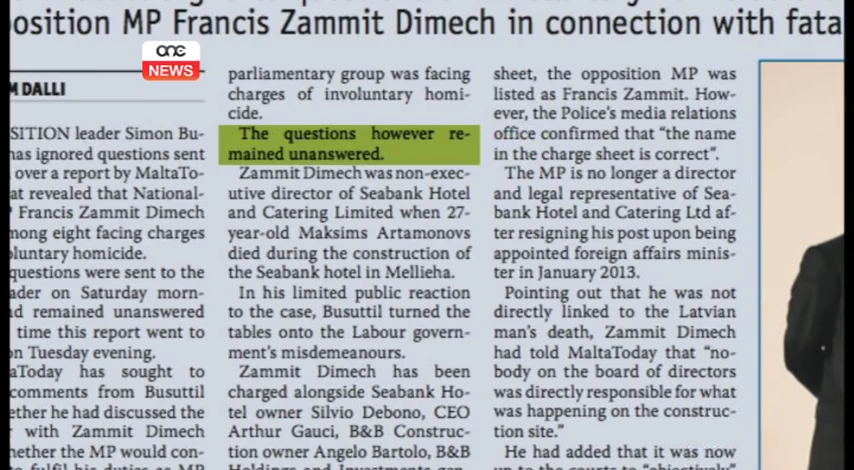 position MP Francis Zammit Dimech in connection with fata
one
NEWS
M DALLI
SITION leader Simon Bu-
has ignored questions sent
over a report by MaltaTo-
at revealed that National-
Francis Zammit Dimech
mong eight facing charges
oluntary homicide.
questions were sent to the
ader on Saturday morn-
d remained unanswered
time this report went to
on Tuesday evening.
aToday has sought to
comments from Busuttil
ether he had discussed the
with Zammit Dimech
hether the MP would con-
parliamentary group was facing
charges of involuntary homi-
cide.
The questions however re-
mained unanswered.
Zammit Dimech was non-exec-
utive director of Seabank Hotel
and Catering Limited when 27-
year-old Maksims Artamonovs
died during the construction of
the Seabank hotel in Mellieha.
In his limited public reaction
to the case, Busuttil turned the
tables onto the Labour govern-
ment's misdemeanours.
Zammit Dimech has been
charged alongside Seabank Ho-
tel owner Silvio Debono, CEO
Arthur Gauci, B&B Construc-
tion owner Angelo Bartolo, B&B
Holdings and Investments gen-
sheet, the opposition MP was
listed as Francis Zammit. How-
ever, the Police's media relations
office confirmed that "the name
in the charge sheet is correct".
The MP is no longer a director
and legal representative of Sea-
bank Hotel and Catering Ltd af-
ter resigning his post upon being
appointed foreign affairs minis-
ter in January 2013.
Pointing out that he was not
directly linked to the Latvian
man's death, Zammit Dimech
had told MaltaToday that "no-
body on the board of directors
was directly responsible for what
was happening on the construc-
tion site."
He had added that it was now
up to the courts to "objectively"